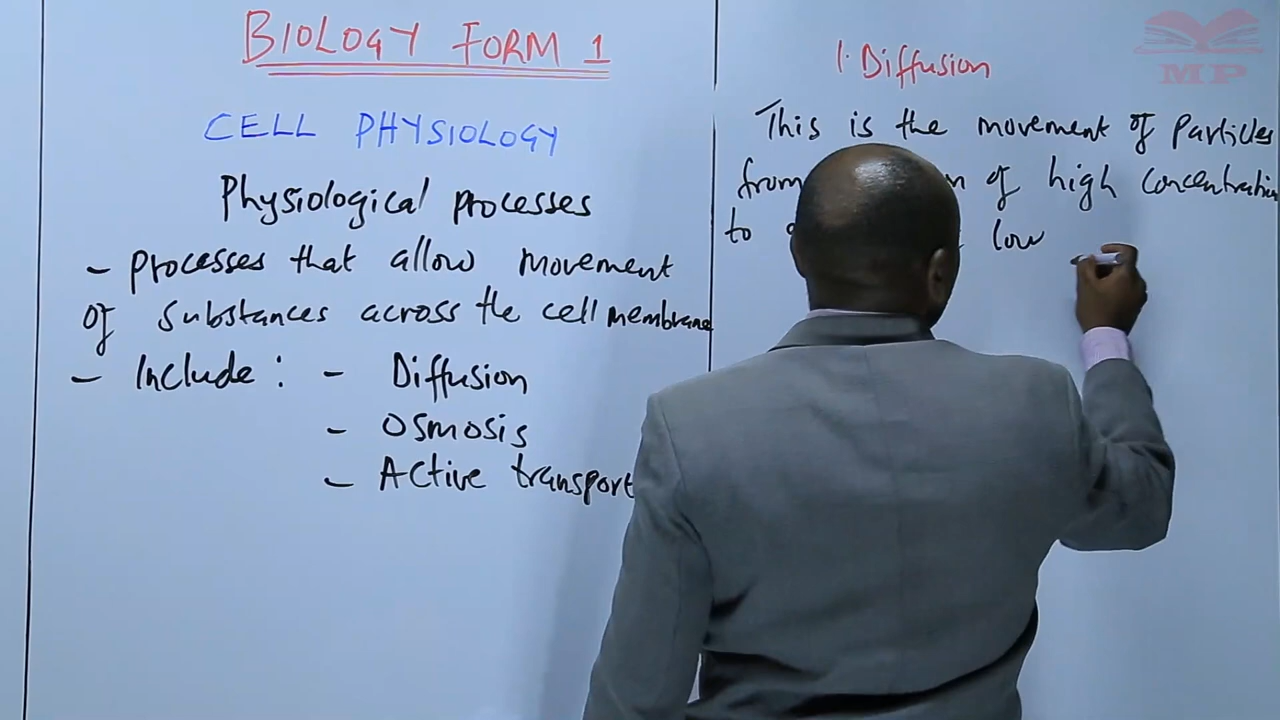 BIOLOGY FORM 1
CELL PHYSIOLOGY
Physiological processes
- Processes that allow movement
of substances across the cell membrane
- Include : - Diffusion
- Osmosis
- Active transport
1. Diffusion
This is the movement of particles
from of high concentration
to low
MP